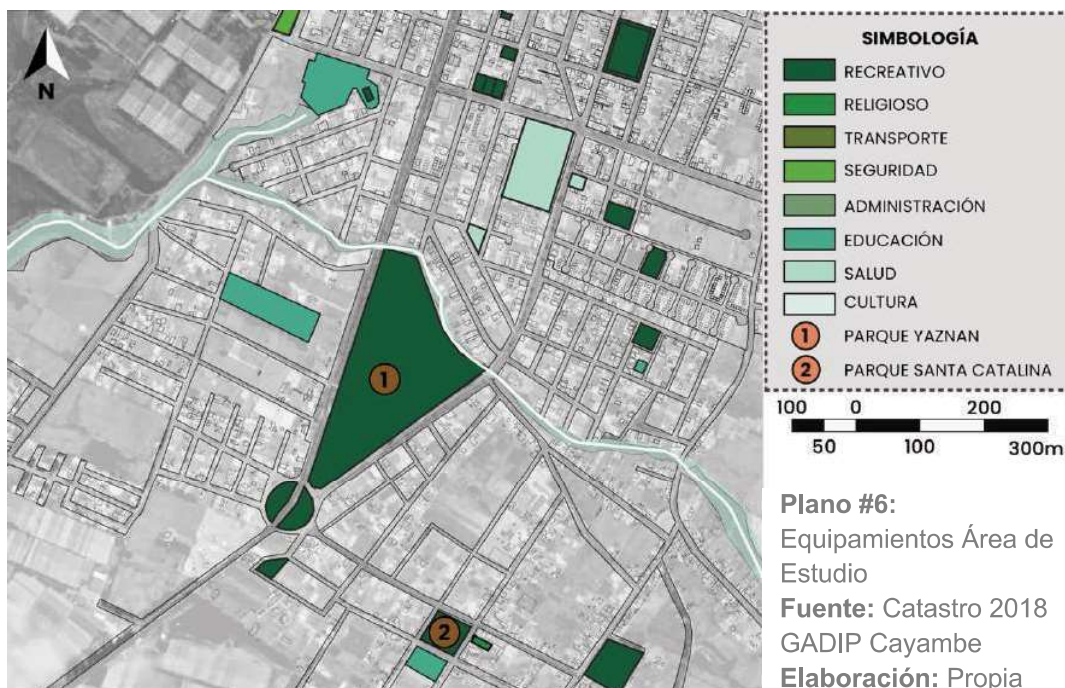 N
1
2
SIMBOLOGÍA
RECREATIVO
RELIGIOSO
TRANSPORTE
SEGURIDAD
ADMINISTRACIÓN
EDUCACIÓN
SALUD
CULTURA
1 PARQUE YAZNAN
2 PARQUE SANTA CATALINA
100 0 200
50 100 300m
Plano #6:
Equipamientos Área de
Estudio
Fuente: Catastro 2018
GADIP Cayambe
Elaboración: Propia